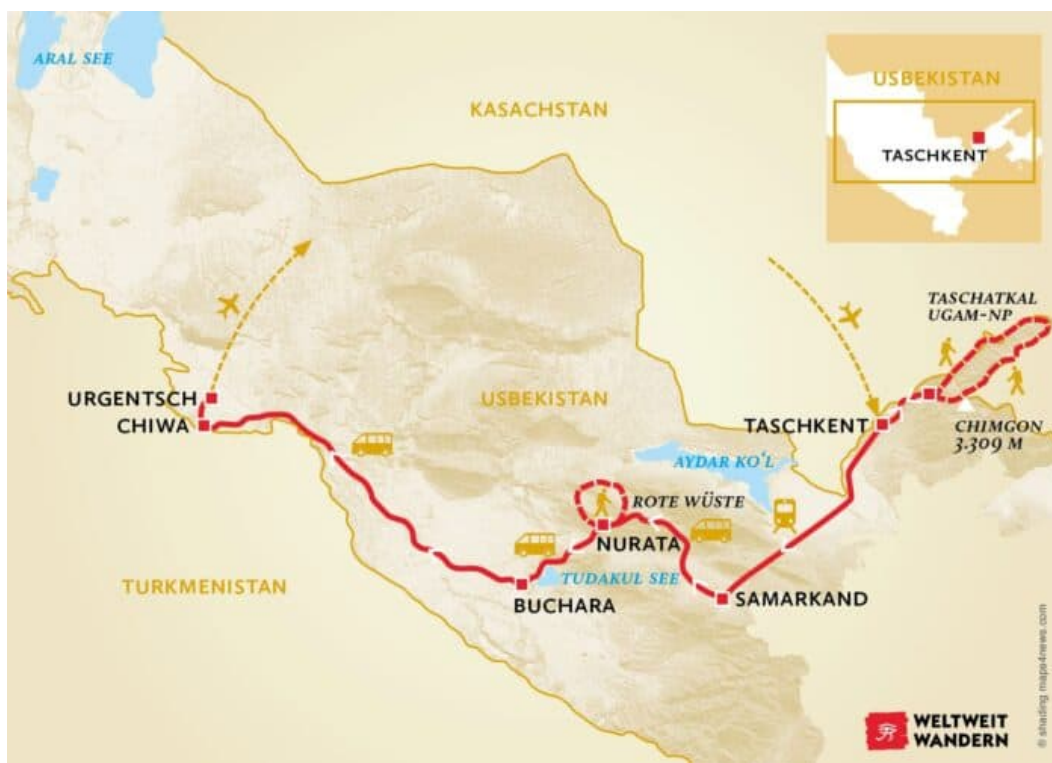 ARAL SEE
KASACHSTAN
USBEKISTAN
TASCHKENT
TASCHATKAL
UGAM-NP
URGENTSCH
CHIWA
USBEKISTAN
TASCHKENT
CHIMGON
3.309 M
AYDAR KO'L
ROTE WÜSTE
NURATA
TURKMENISTAN
TUDAKUL SEE
BUCHARA
SAMARKAND
WELTWEIT
WANDERN
© shading maps4news.com